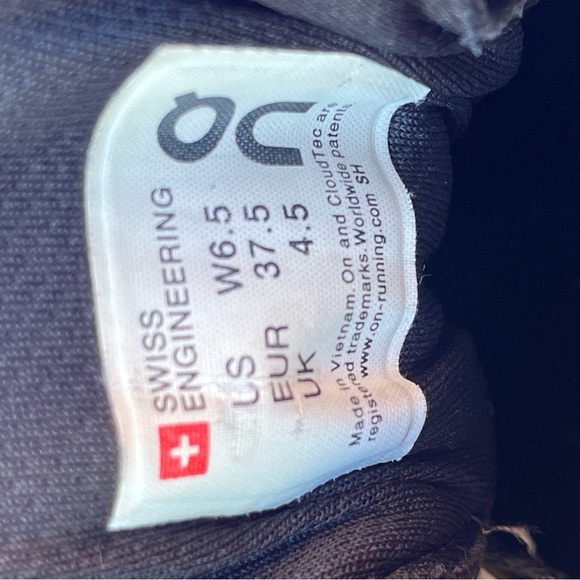 On
SWISS
ENGINEERING
US W6.5
EUR 37.5
UK 4.5
Made in Vietnam. On and CloudTec are
registered trademarks. Worldwide patents
www.on-running.com SH